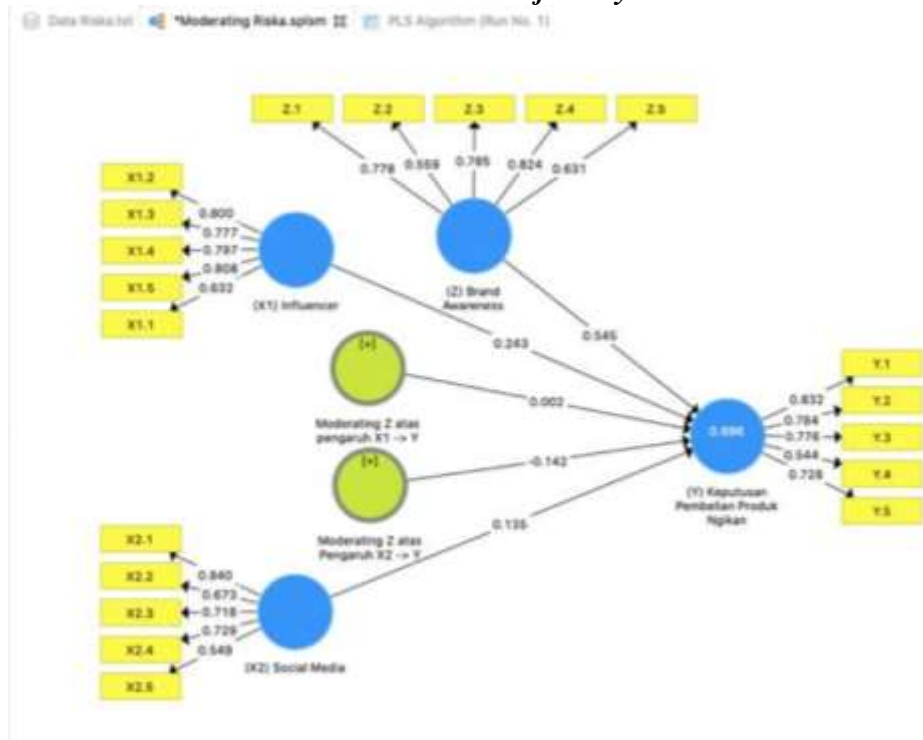 Data Riska.txt
*Moderating Riska.splsm
PLS Algorithm (Run No. 1)
Z.1
Z.2
Z.3
Z.4
Z.5
0.778
0.559
0.765
0.824
0.631
X1.2
X1.3
X1.4
X1.5
X1.1
0.800
0.777
0.797
0.808
0.632
(X1) Influencer
(Z) Brand
Awareness
0.243
0.545
[+]
0.002
Moderating Z atas
pengaruh X1 -> Y
[+]
-0.142
Moderating Z atas
Pengaruh X2 -> Y
0.135
0.696
Y.1
Y.2
Y.3
Y.4
Y.5
0.832
0.784
0.776
0.544
0.728
(Y) Keputusan
Pembelian Produk
Ngikan
X2.1
X2.2
X2.3
X2.4
X2.5
0.840
0.673
0.718
0.729
0.549
(X2) Social Media